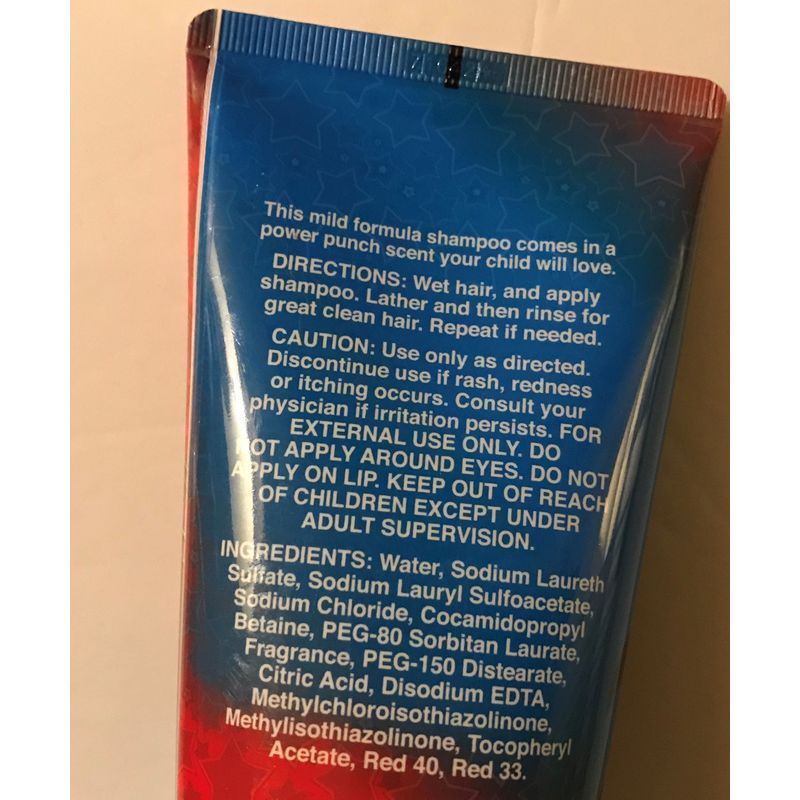 This mild formula shampoo comes in a
power punch scent your child will love.
DIRECTIONS: Wet hair, and apply
shampoo. Lather and then rinse for
great clean hair. Repeat if needed.
CAUTION: Use only as directed.
Discontinue use if rash, redness
or itching occurs. Consult your
physician if irritation persists. FOR
EXTERNAL USE ONLY. DO
NOT APPLY AROUND EYES. DO NOT
APPLY ON LIP. KEEP OUT OF REACH
OF CHILDREN EXCEPT UNDER
ADULT SUPERVISION.
INGREDIENTS: Water, Sodium Laureth
Sulfate, Sodium Lauryl Sulfoacetate,
Sodium Chloride, Cocamidopropyl
Betaine, PEG-80 Sorbitan Laurate,
Fragrance, PEG-150 Distearate,
Citric Acid, Disodium EDTA,
Methylchloroisothiazolinone,
Methylisothiazolinone, Tocopheryl
Acetate, Red 40, Red 33.